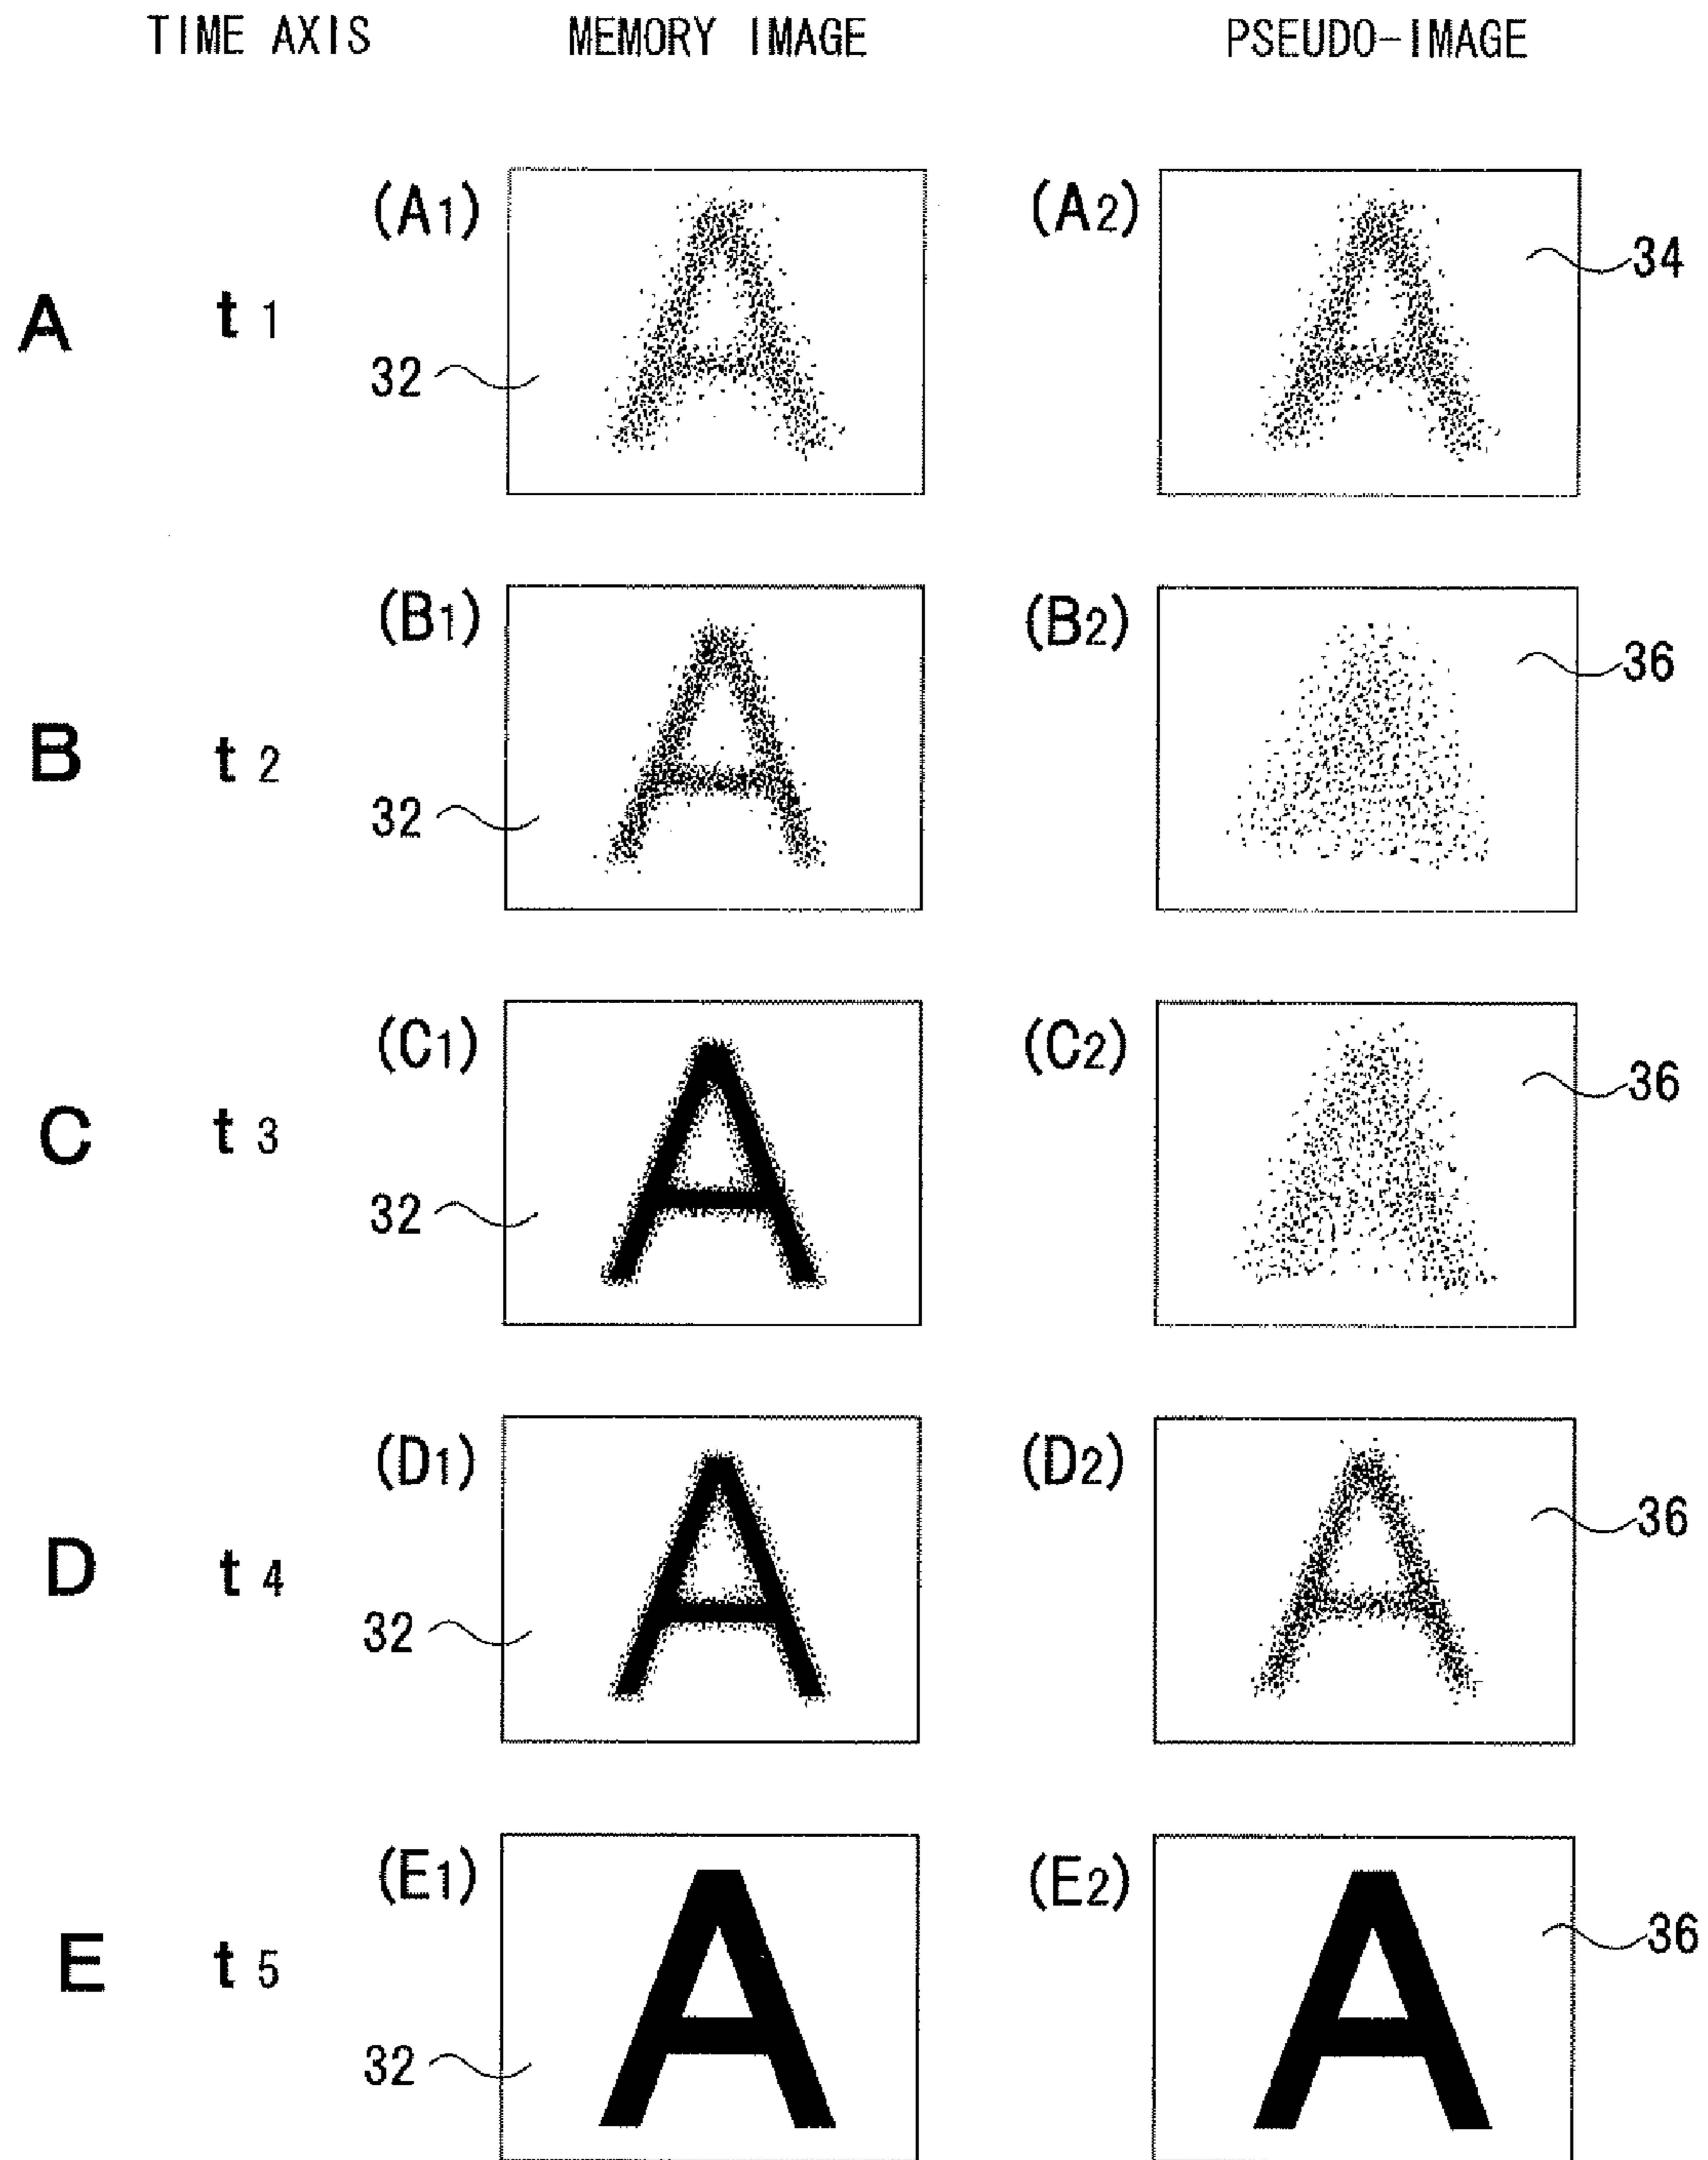 TIME AXIS MEMORY IMAGE PSEUDO-IMAGE
(A1) (A2)
A t1 A A 34
32
(B1) (B2)
B t2 A 36
32
(C1) (C2)
C t3 A 36
32
(D1) (D2)
D t4 A A 36
32
(E1) (E2)
E t5 A A 36
32